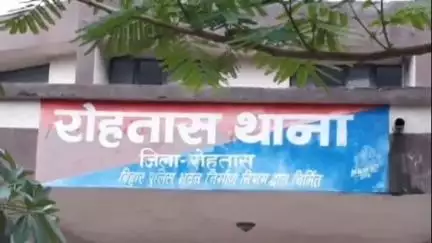 रोहतास थाना
जिला-रोहतास
बिहार पुलिस भवन निर्माण निगम द्वारा निर्मित